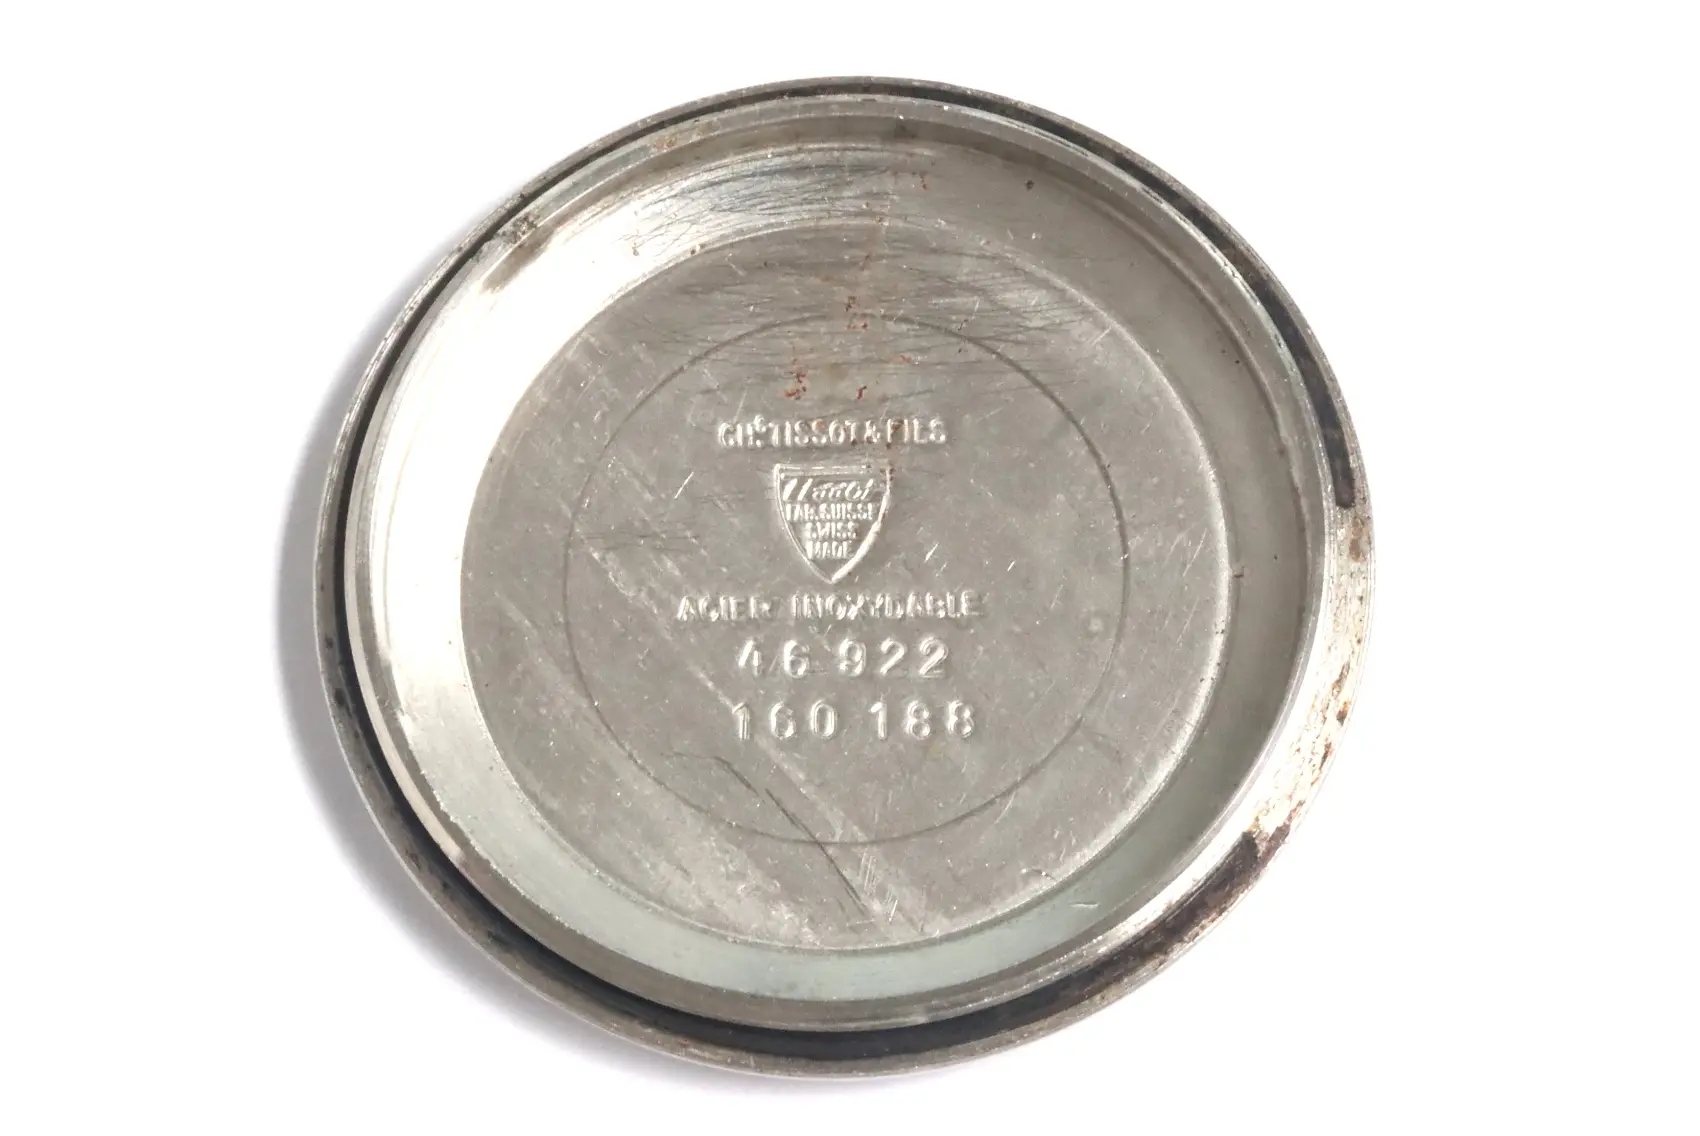 CHS TISSOT & FILS
Tissot
FAB. SUISSE
SWISS
MADE
ACIER INOXYDABLE
46 922
160 188